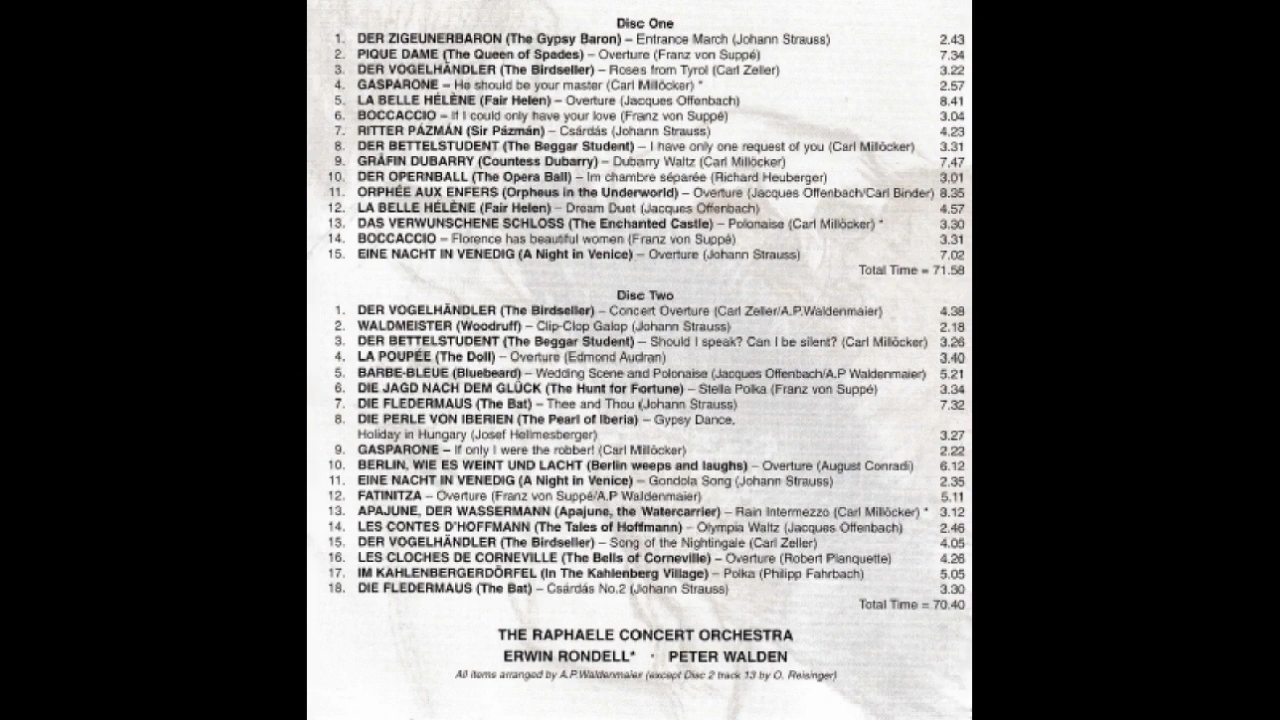 Disc One
1. DER ZIGEUNERBARON (The Gypsy Baron) – Entrance March (Johann Strauss) 2.43
2. PIQUE DAME (The Queen of Spades) – Overture (Franz von Suppé) 7.34
3. DER VOGELHÄNDLER (The Birdseller) – Roses from Tyrol (Carl Zeller) 3.22
4. GASPARONE – He should be your master (Carl Millöcker) * 2.57
5. LA BELLE HÉLÈNE (Fair Helen) – Overture (Jacques Offenbach) 8.41
6. BOCCACCIO – If I could only have your love (Franz von Suppé) 3.04
7. RITTER PÁZMÁN (Sir Pázmán) – Csárdás (Johann Strauss) 4.23
8. DER BETTELSTUDENT (The Beggar Student) – I have only one request of you (Carl Millöcker) 3.31
9. GRÄFIN DUBARRY (Countess Dubarry) – Dubarry Waltz (Carl Millöcker) 7.47
10. DER OPERNBALL (The Opera Ball) – Im chambre séparée (Richard Heuberger) 3.01
11. ORPHÉE AUX ENFERS (Orpheus in the Underworld) – Overture (Jacques Offenbach/Carl Binder) 8.35
12. LA BELLE HÉLÈNE (Fair Helen) – Dream Duet (Jacques Offenbach) 4.57
13. DAS VERWUNSCHENE SCHLOSS (The Enchanted Castle) – Polonaise (Carl Millöcker) * 3.30
14. BOCCACCIO – Florence has beautiful women (Franz von Suppé) 3.31
15. EINE NACHT IN VENEDIG (A Night in Venice) – Overture (Johann Strauss) 7.02
Total Time = 71.58
Disc Two
1. DER VOGELHÄNDLER (The Birdseller) – Concert Overture (Carl Zeller/A.P.Waldenmaier) 4.38
2. WALDMEISTER (Woodruff) – Clip-Clop Galop (Johann Strauss) 2.18
3. DER BETTELSTUDENT (The Beggar Student) – Should I speak? Can I be silent? (Carl Millöcker) 3.26
4. LA POUPÉE (The Doll) – Overture (Edmond Audran) 3.40
5. BARBE-BLEUE (Bluebeard) – Wedding Scene and Polonaise (Jacques Offenbach/A.P Waldenmaier) 5.21
6. DIE JAGD NACH DEM GLÜCK (The Hunt for Fortune) – Stella Polka (Franz von Suppé) 3.34
7. DIE FLEDERMAUS (The Bat) – Thee and Thou (Johann Strauss) 7.32
8. DIE PERLE VON IBERIEN (The Pearl of Iberia) – Gypsy Dance,
Holiday in Hungary (Josef Hellmesberger) 3.27
9. GASPARONE – If only I were the robber! (Carl Millöcker) 2.22
10. BERLIN, WIE ES WEINT UND LACHT (Berlin weeps and laughs) – Overture (August Conradi) 6.12
11. EINE NACHT IN VENEDIG (A Night in Venice) – Gondola Song (Johann Strauss) 2.35
12. FATINITZA – Overture (Franz von Suppé/A.P Waldenmaier) 5.11
13. APAJUNE, DER WASSERMANN (Apajune, the Watercarrier) – Rain Intermezzo (Carl Millöcker) * 3.12
14. LES CONTES D'HOFFMANN (The Tales of Hoffmann) – Olympia Waltz (Jacques Offenbach) 2.46
15. DER VOGELHÄNDLER (The Birdseller) – Song of the Nightingale (Carl Zeller) 4.05
16. LES CLOCHES DE CORNEVILLE (The Bells of Corneville) – Overture (Robert Planquette) 4.26
17. IM KAHLENBERGERDÖRFEL (In The Kahlenberg Village) – Polka (Philipp Fahrbach) 5.05
18. DIE FLEDERMAUS (The Bat) – Csárdás No.2 (Johann Strauss) 3.30
Total Time = 70.40
THE RAPHAELE CONCERT ORCHESTRA
ERWIN RONDELL* · PETER WALDEN
All items arranged by A.P.Waldenmaier (except Disc 2 track 13 by O. Reisinger)